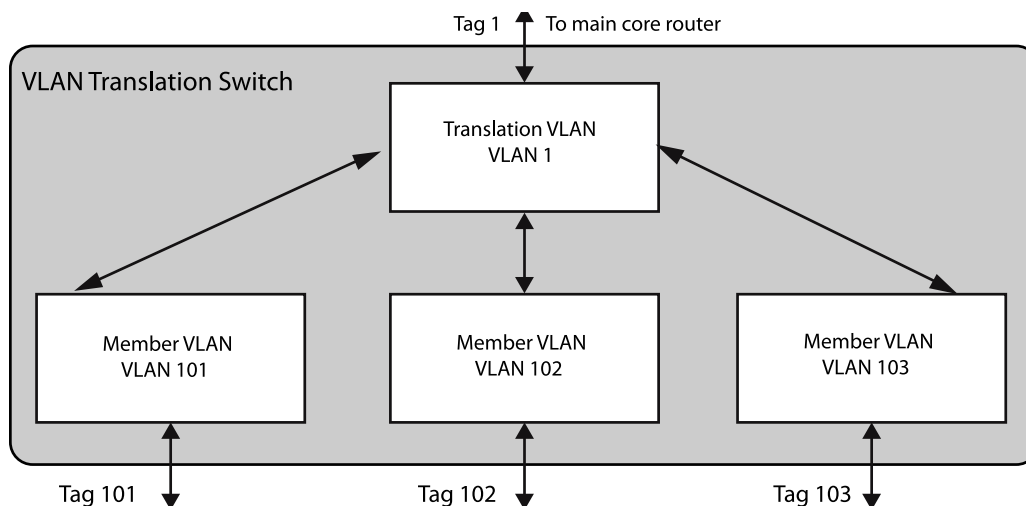 Tag 1
To main core router
VLAN Translation Switch
Translation VLAN
VLAN 1
Member VLAN
VLAN 101
Member VLAN
VLAN 102
Member VLAN
VLAN 103
Tag 101
Tag 102
Tag 103